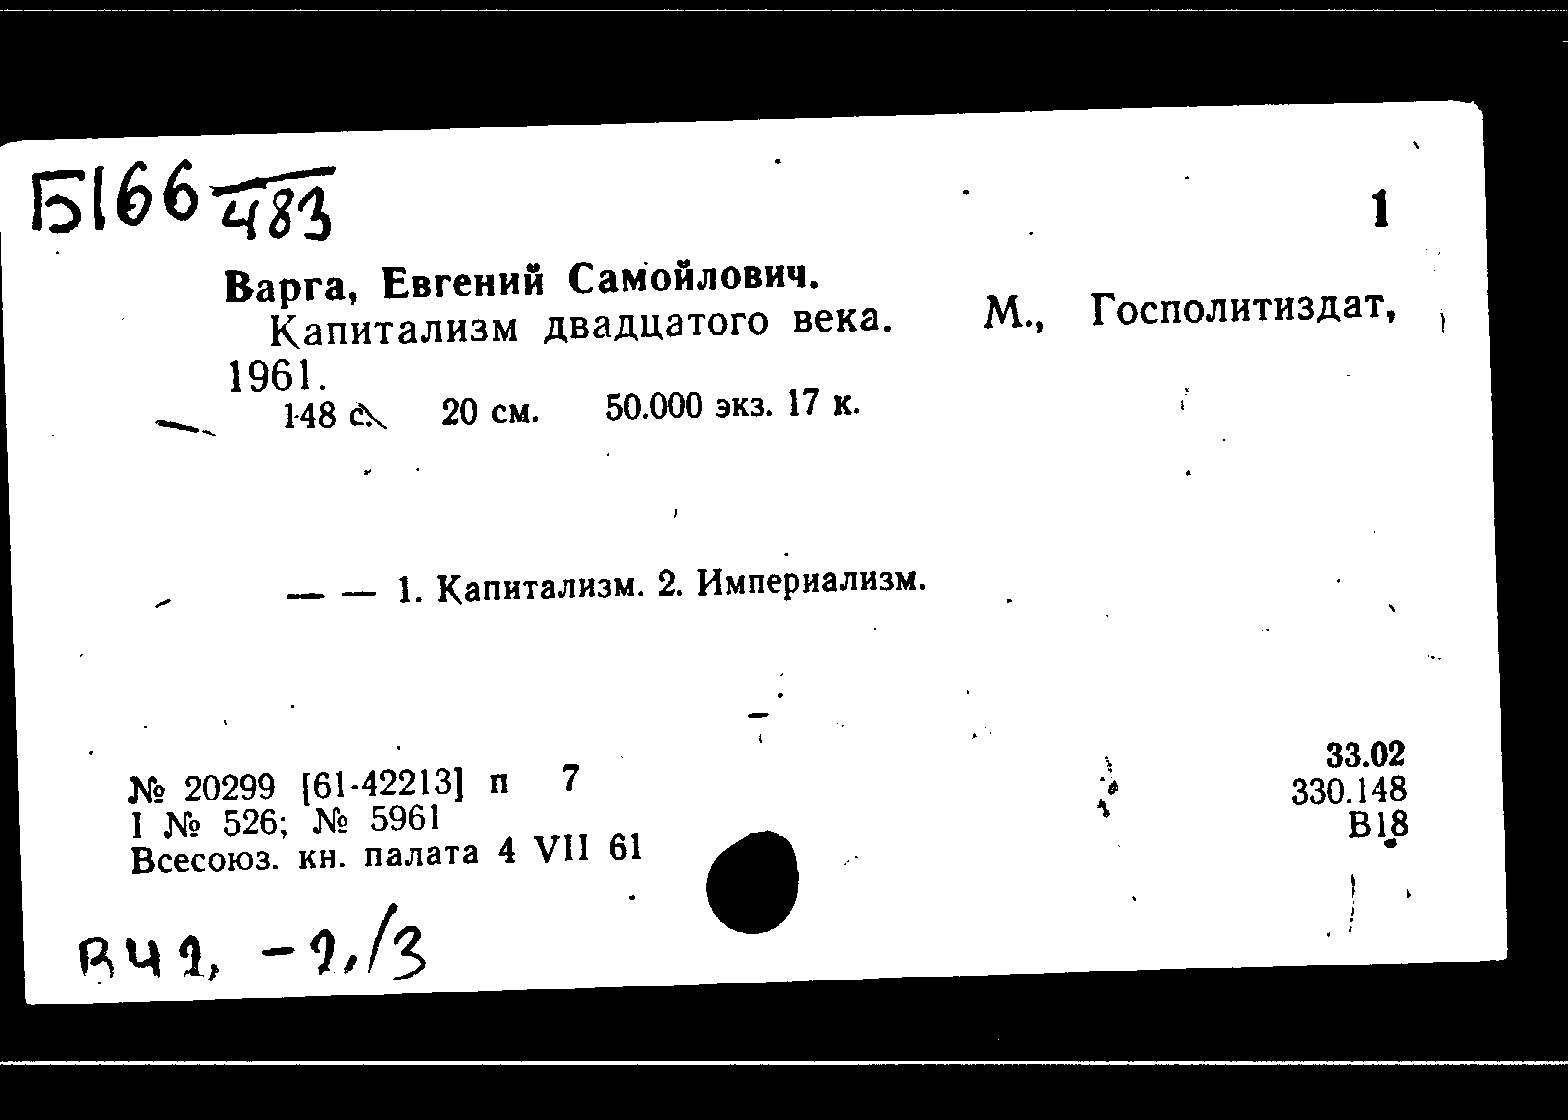 Б166/483
1
Варга, Евгений Самойлович.
Капитализм двадцатого века. М., Госполитиздат,
1961.
148 с. 20 см. 50.000 экз. 17 к.
— — 1. Капитализм. 2. Империализм.
33.02
№ 20299 [61-42213] п 7
330.148
I № 526; № 5961
В18
Всесоюз. кн. палата 4 VII 61